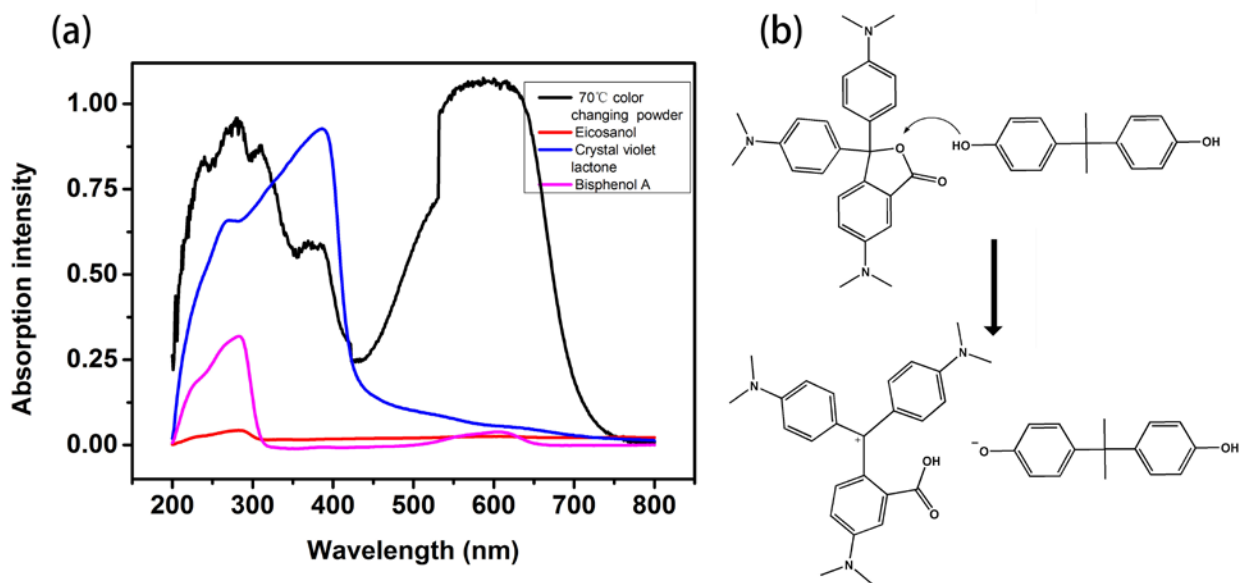 (a)
(b)
Absorption intensity
1.00
0.75
0.50
0.25
0.00
70℃ color
changing powder
Eicosanol
Crystal violet
lactone
Bisphenol A
200 300 400 500 600 700 800
Wavelength (nm)
N
N
O
O
N
HO
OH
N
N
+
OH
O
N
-
O
OH